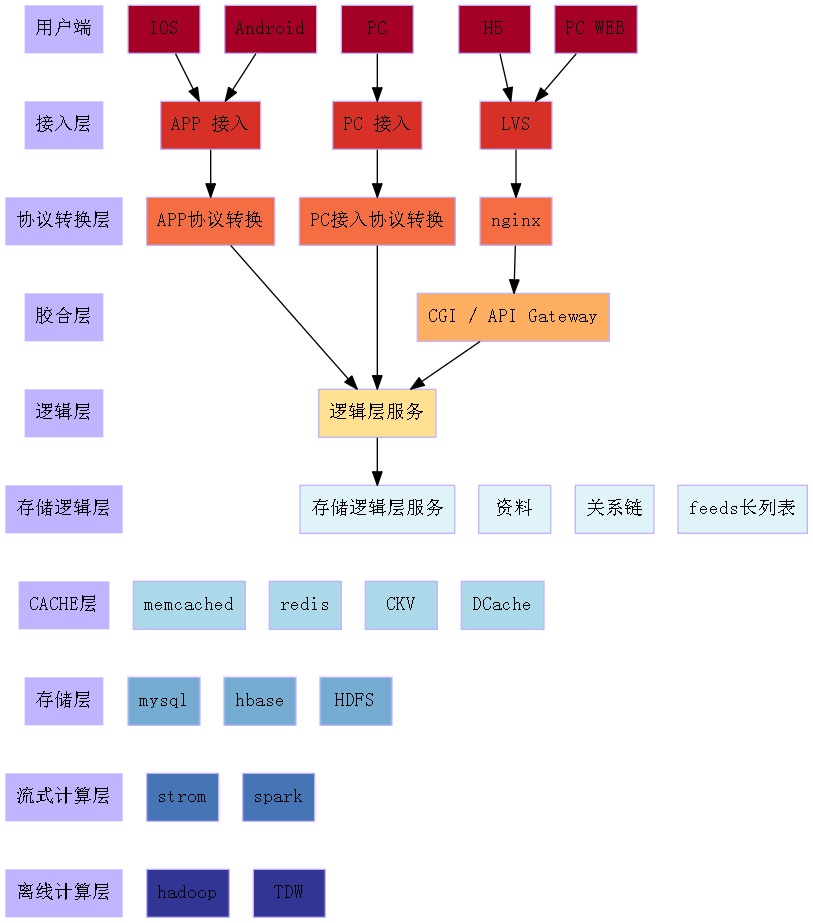 用户端 IOS Android PC H5 PC WEB
接入层 APP 接入 PC 接入 LVS
协议转换层 APP协议转换 PC接入协议转换 nginx
胶合层 CGI / API Gateway
逻辑层 逻辑层服务
存储逻辑层 存储逻辑层服务 资料 关系链 feeds长列表
CACHE层 memcached redis CKV DCache
存储层 mysql hbase HDFS
流式计算层 strom spark
离线计算层 hadoop TDW